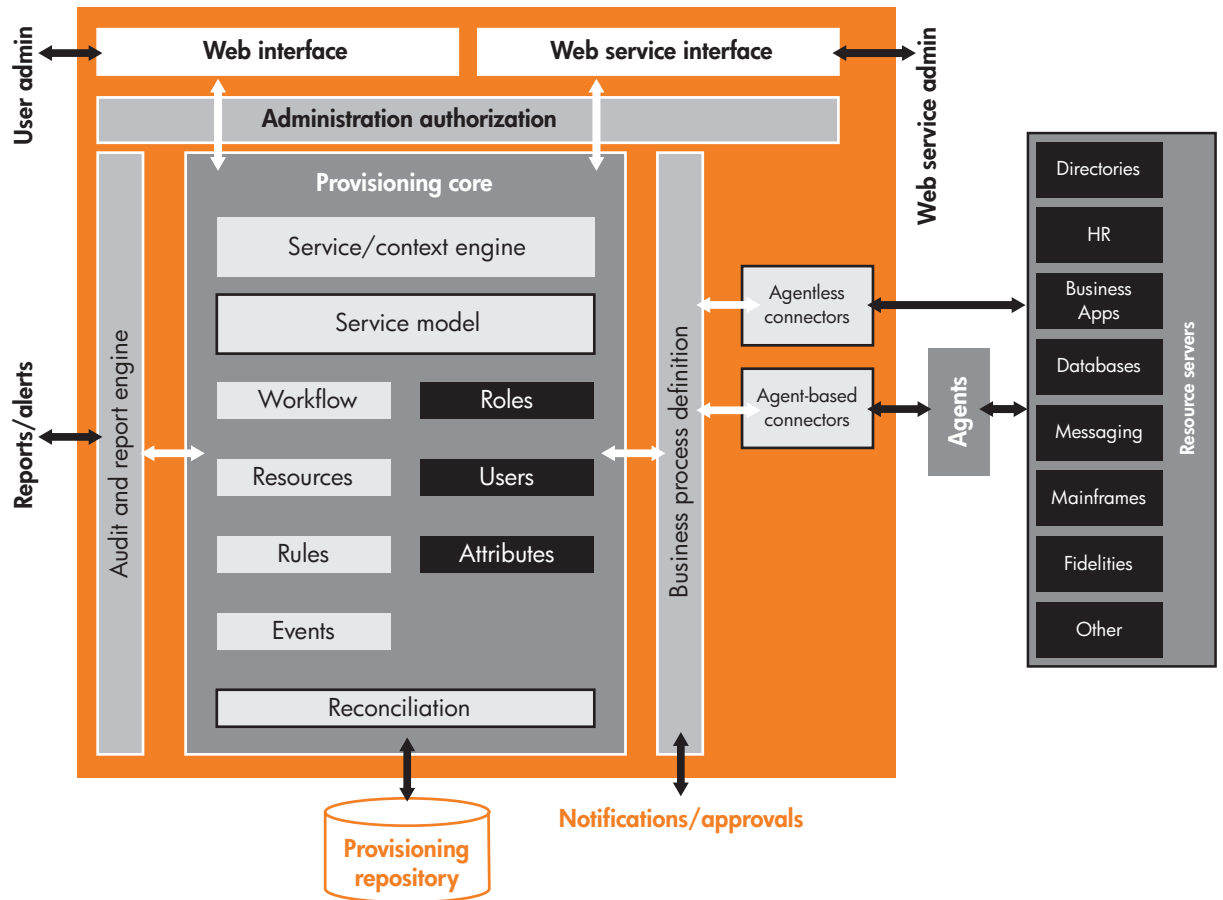 User admin
Web interface
Web service interface
Web service admin
Administration authorization
Reports/alerts
Audit and report engine
Provisioning core
Service/context engine
Service model
Workflow
Roles
Resources
Users
Rules
Attributes
Events
Reconciliation
Business process definition
Agentless
connectors
Agent-based
connectors
Agents
Directories
HR
Business
Apps
Databases
Messaging
Mainframes
Fidelities
Other
Resource servers
Provisioning
repository
Notifications/approvals